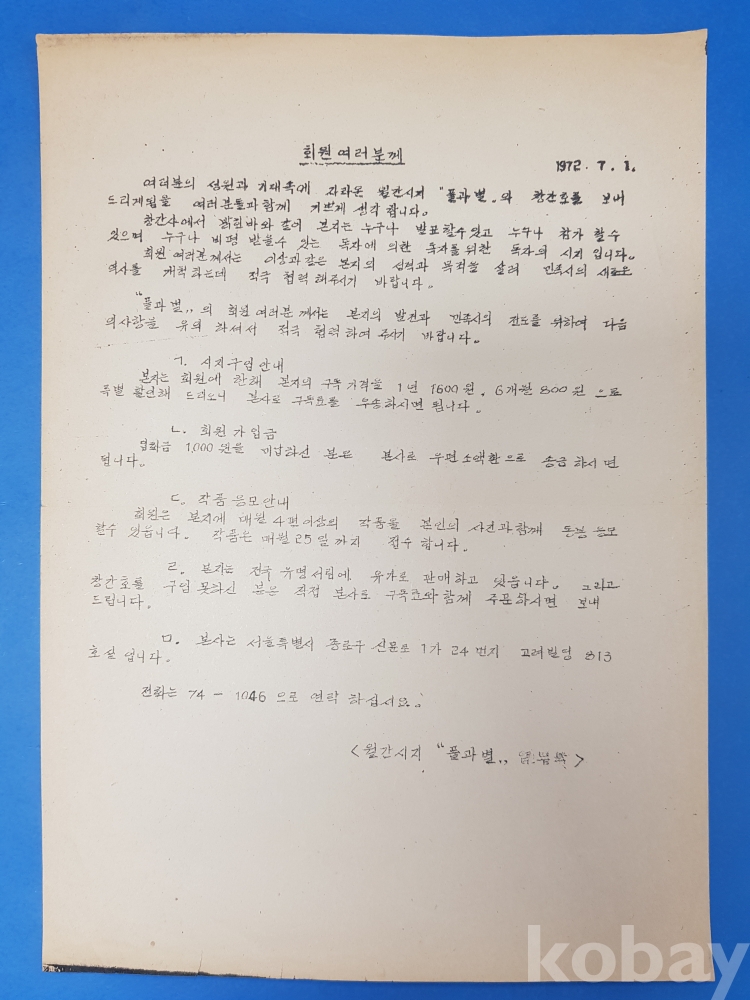 회원 여러분께
1972. 7. 1.
여러분의 성원과 기대속에 자라온 월간시지 "풀과별„ 의 창간호를 보내
드리게됨을 여러분들과 함께 기쁘게 생각 합니다。
창간사에서 밝힌바와 같이 본지는 누구나 발표할수있고 누구나 참가 할수
있으며 누구나 비평 받을수 있는 독자에 의한 독자를 위한 독자의 시지 입니다。
회원 여러분께서는 이상과 같은 본지의 성격과 목적을 살려 민족시의 새로운
역사를 개척 하는데 적극 협력 해주시기 바랍니다。
"풀과 별„ 의 회원 여러분 께서는 본지의 발전과 민족시의 전도를 위하여 다음
의사항을 유의 하셔서 적극 협력 하여 주시기 바랍니다。
ㄱ. 시지구입안내
본지는 회원에 한해 본지의 구독 가격을 1년 1600원. 6개월 800원 으로
특별 할인해 드리오니 본사로 구독료를 우송하시면 됩니다。
ㄴ. 회원 가입금
입회금 1,000원을 미납하신 분은 본사로 우편 소액환으로 송금 하시면
됩니다。
ㄷ. 작품 응모안내
회원은 본지에 매월 4편이상의 작품을 본인의 사진과 함께 동봉 응모
할수 있읍니다。 작품은 매월 25일까지 접수 합니다。
ㄹ. 본지는 전국 유명서점에 유가로 판매하고 있읍니다。 그리고
창간호를 구입 못하신 분은 직접 본사로 구독료와 함께 주문하시면 보내
드립니다。
ㅁ. 본사는 서울특별시 종로구 신문로 1가 24번지 고려빌딩 813
호실 입니다。
전화는 74-1046 으로 연락 하십시요。
<월간시지 "풀과별„ >
kobay